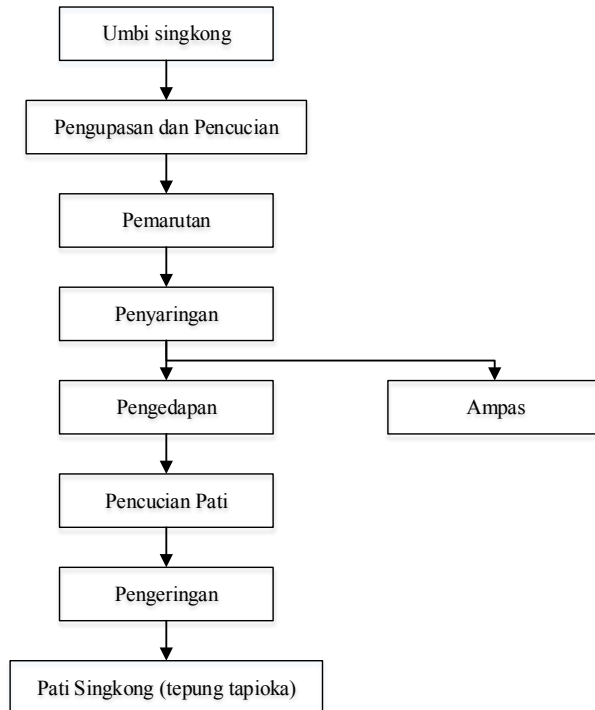 Umbi singkong
Pengupasan dan Pencucian
Pemarutan
Penyaringan
Pengedapan
Ampas
Pencucian Pati
Pengeringan
Pati Singkong (tepung tapioka)